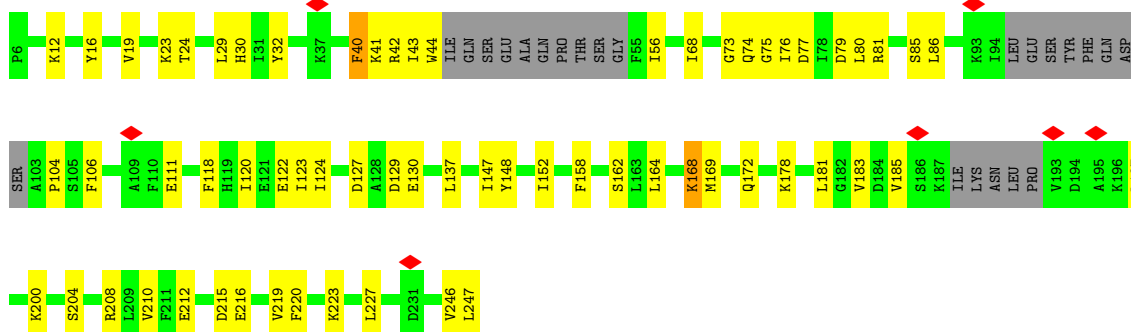 P6 K12 Y16 V19 K23 T24 L29 H30 I31 Y32 K37 F40 K41 R42 I43 W44 ILE GLN SER GLU ALA GLN PRO THR SER GLY F55 I56 I68 G73 Q74 G75 I76 D77 I78 D79 L80 R81 S85 L86 K93 I94 LEU GLU SER TYR PHE GLN ASP
SER A103 P104 S105 F106 A109 F110 E111 F118 H119 I120 E121 E122 I123 I124 D127 A128 D129 E130 L137 I147 Y148 I152 F158 S162 L163 L164 K168 M169 Q172 K178 L181 G182 V183 D184 V185 S186 K187 ILE LYS ASN LEU PRO V193 D194 A195 K196
K200 S204 R208 L209 V210 F211 E212 D215 E216 V219 F220 K223 L227 D231 V246 L247